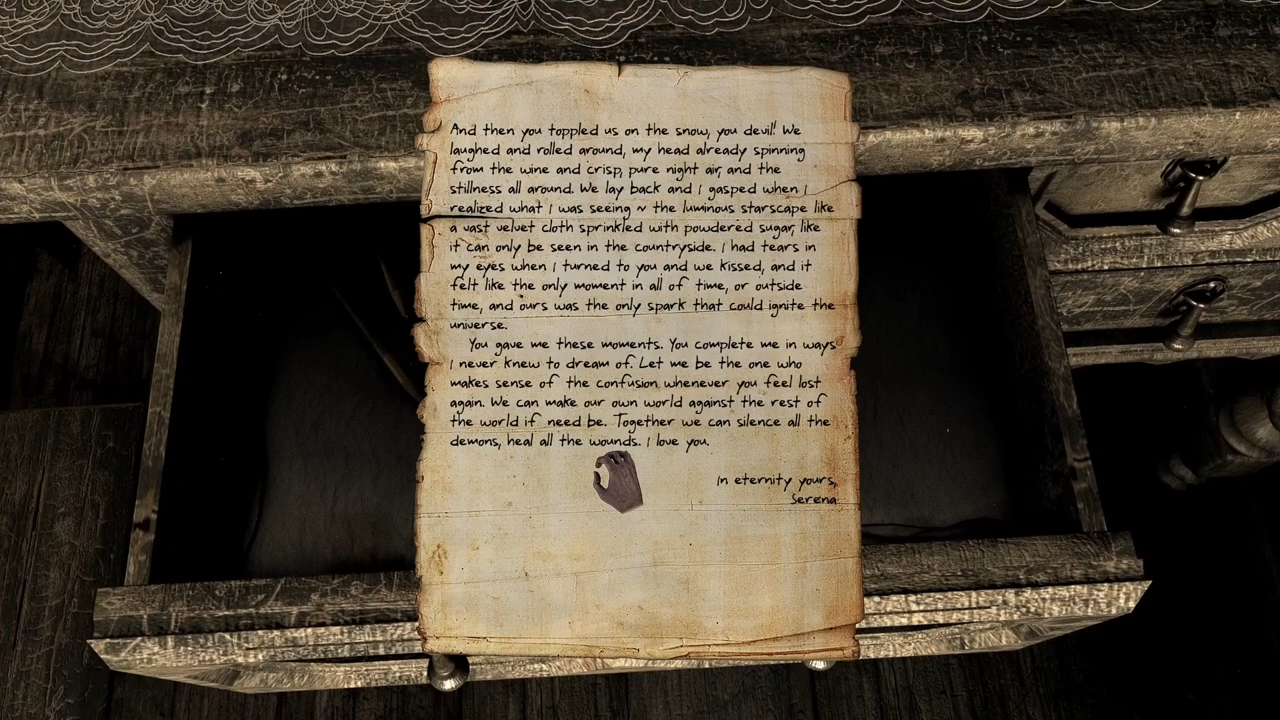 And then you toppled us on the snow, you devil! We
laughed and rolled around, my head already spinning
from the wine and crisp, pure night air, and the
stillness all around. We lay back and I gasped when I
realized what I was seeing ~ the luminous starscape like
a vast velvet cloth sprinkled with powdered sugar, like
it can only be seen in the countryside. I had tears in
my eyes when I turned to you and we kissed, and it
felt like the only moment in all of time, or outside
time, and ours was the only spark that could ignite the
universe.
You gave me these moments. You complete me in ways
I never knew to dream of. Let me be the one who
makes sense of the confusion whenever you feel lost
again. We can make our own world against the rest of
the world if need be. Together we can silence all the
demons, heal all the wounds. I love you.
In eternity yours,
Serena